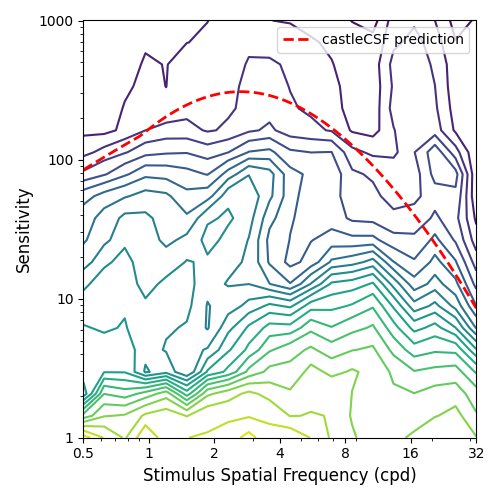 1000
castleCSF prediction
100
10
1
Sensitivity
0.5 1 2 4 8 16 32
Stimulus Spatial Frequency (cpd)